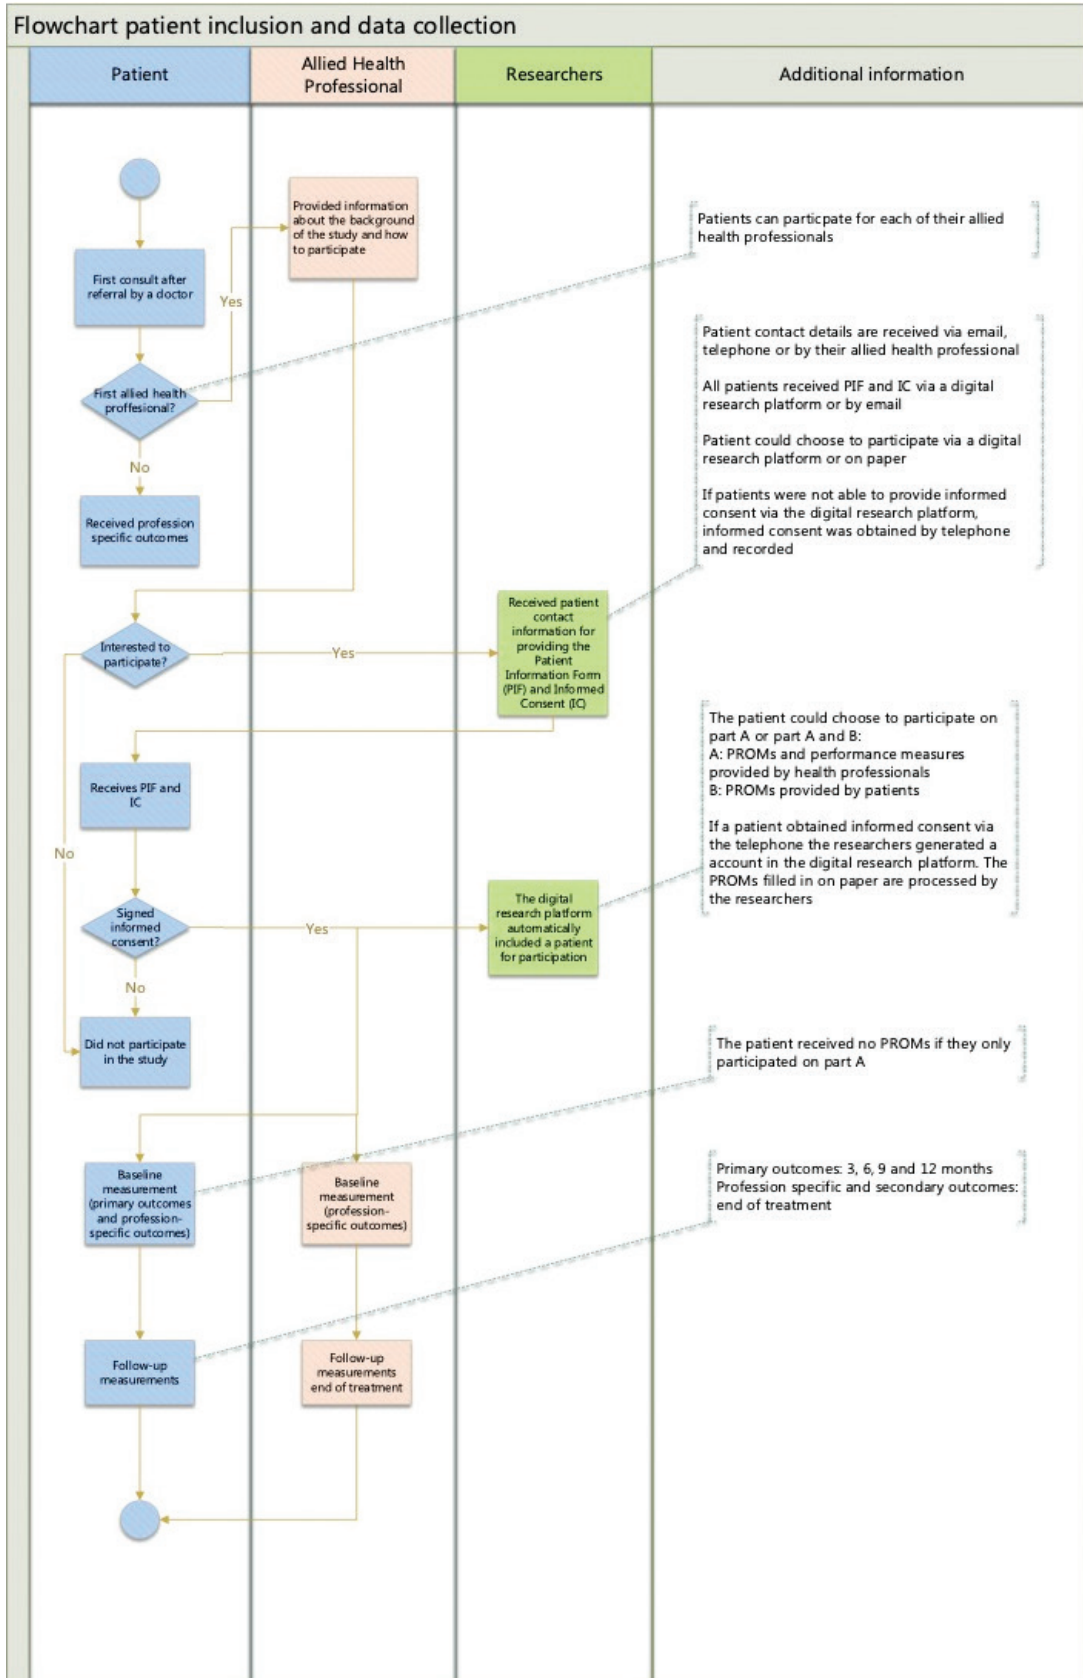 Flowchart patient inclusion and data collection
Patient
Allied Health
Professional
Researchers
Additional information
Provided information
about the background
of the study and how
to participate
Patients can particpate for each of their allied
health professionals
First consult after
referral by a doctor
Yes
First allied health
proffesional?
No
Received profession
specific outcomes
Patient contact details are received via email,
telephone or by their allied health professional
All patients received PIF and IC via a digital
research platform or by email
Patient could choose to participate via a digital
research platform or on paper
If patients were not able to provide informed
consent via the digital research platform,
informed consent was obtained by telephone
and recorded
Interested to
participate?
Yes
Received patient
contact
information for
providing the
Patient
Information Form
(PIF) and Informed
Consent (IC)
Receives PIF and
IC
No
The patient could choose to participate on
part A or part A and B:
A: PROMs and performance measures
provided by health professionals
B: PROMs provided by patients
If a patient obtained informed consent via
the telephone the researchers generated a
account in the digital research platform. The
PROMs filled in on paper are processed by
the researchers
Signed
informed
consent?
Yes
The digital
research platform
automatically
included a patient
for participation
No
Did not participate
in the study
The patient received no PROMs if they only
participated on part A
Baseline
measurement
(primary outcomes
and profession-
specific outcomes)
Baseline
measurement
(profession-
specific outcomes)
Primary outcomes: 3, 6, 9 and 12 months
Profession specific and secondary outcomes:
end of treatment
Follow-up
measurements
Follow-up
measurements
end of treatment